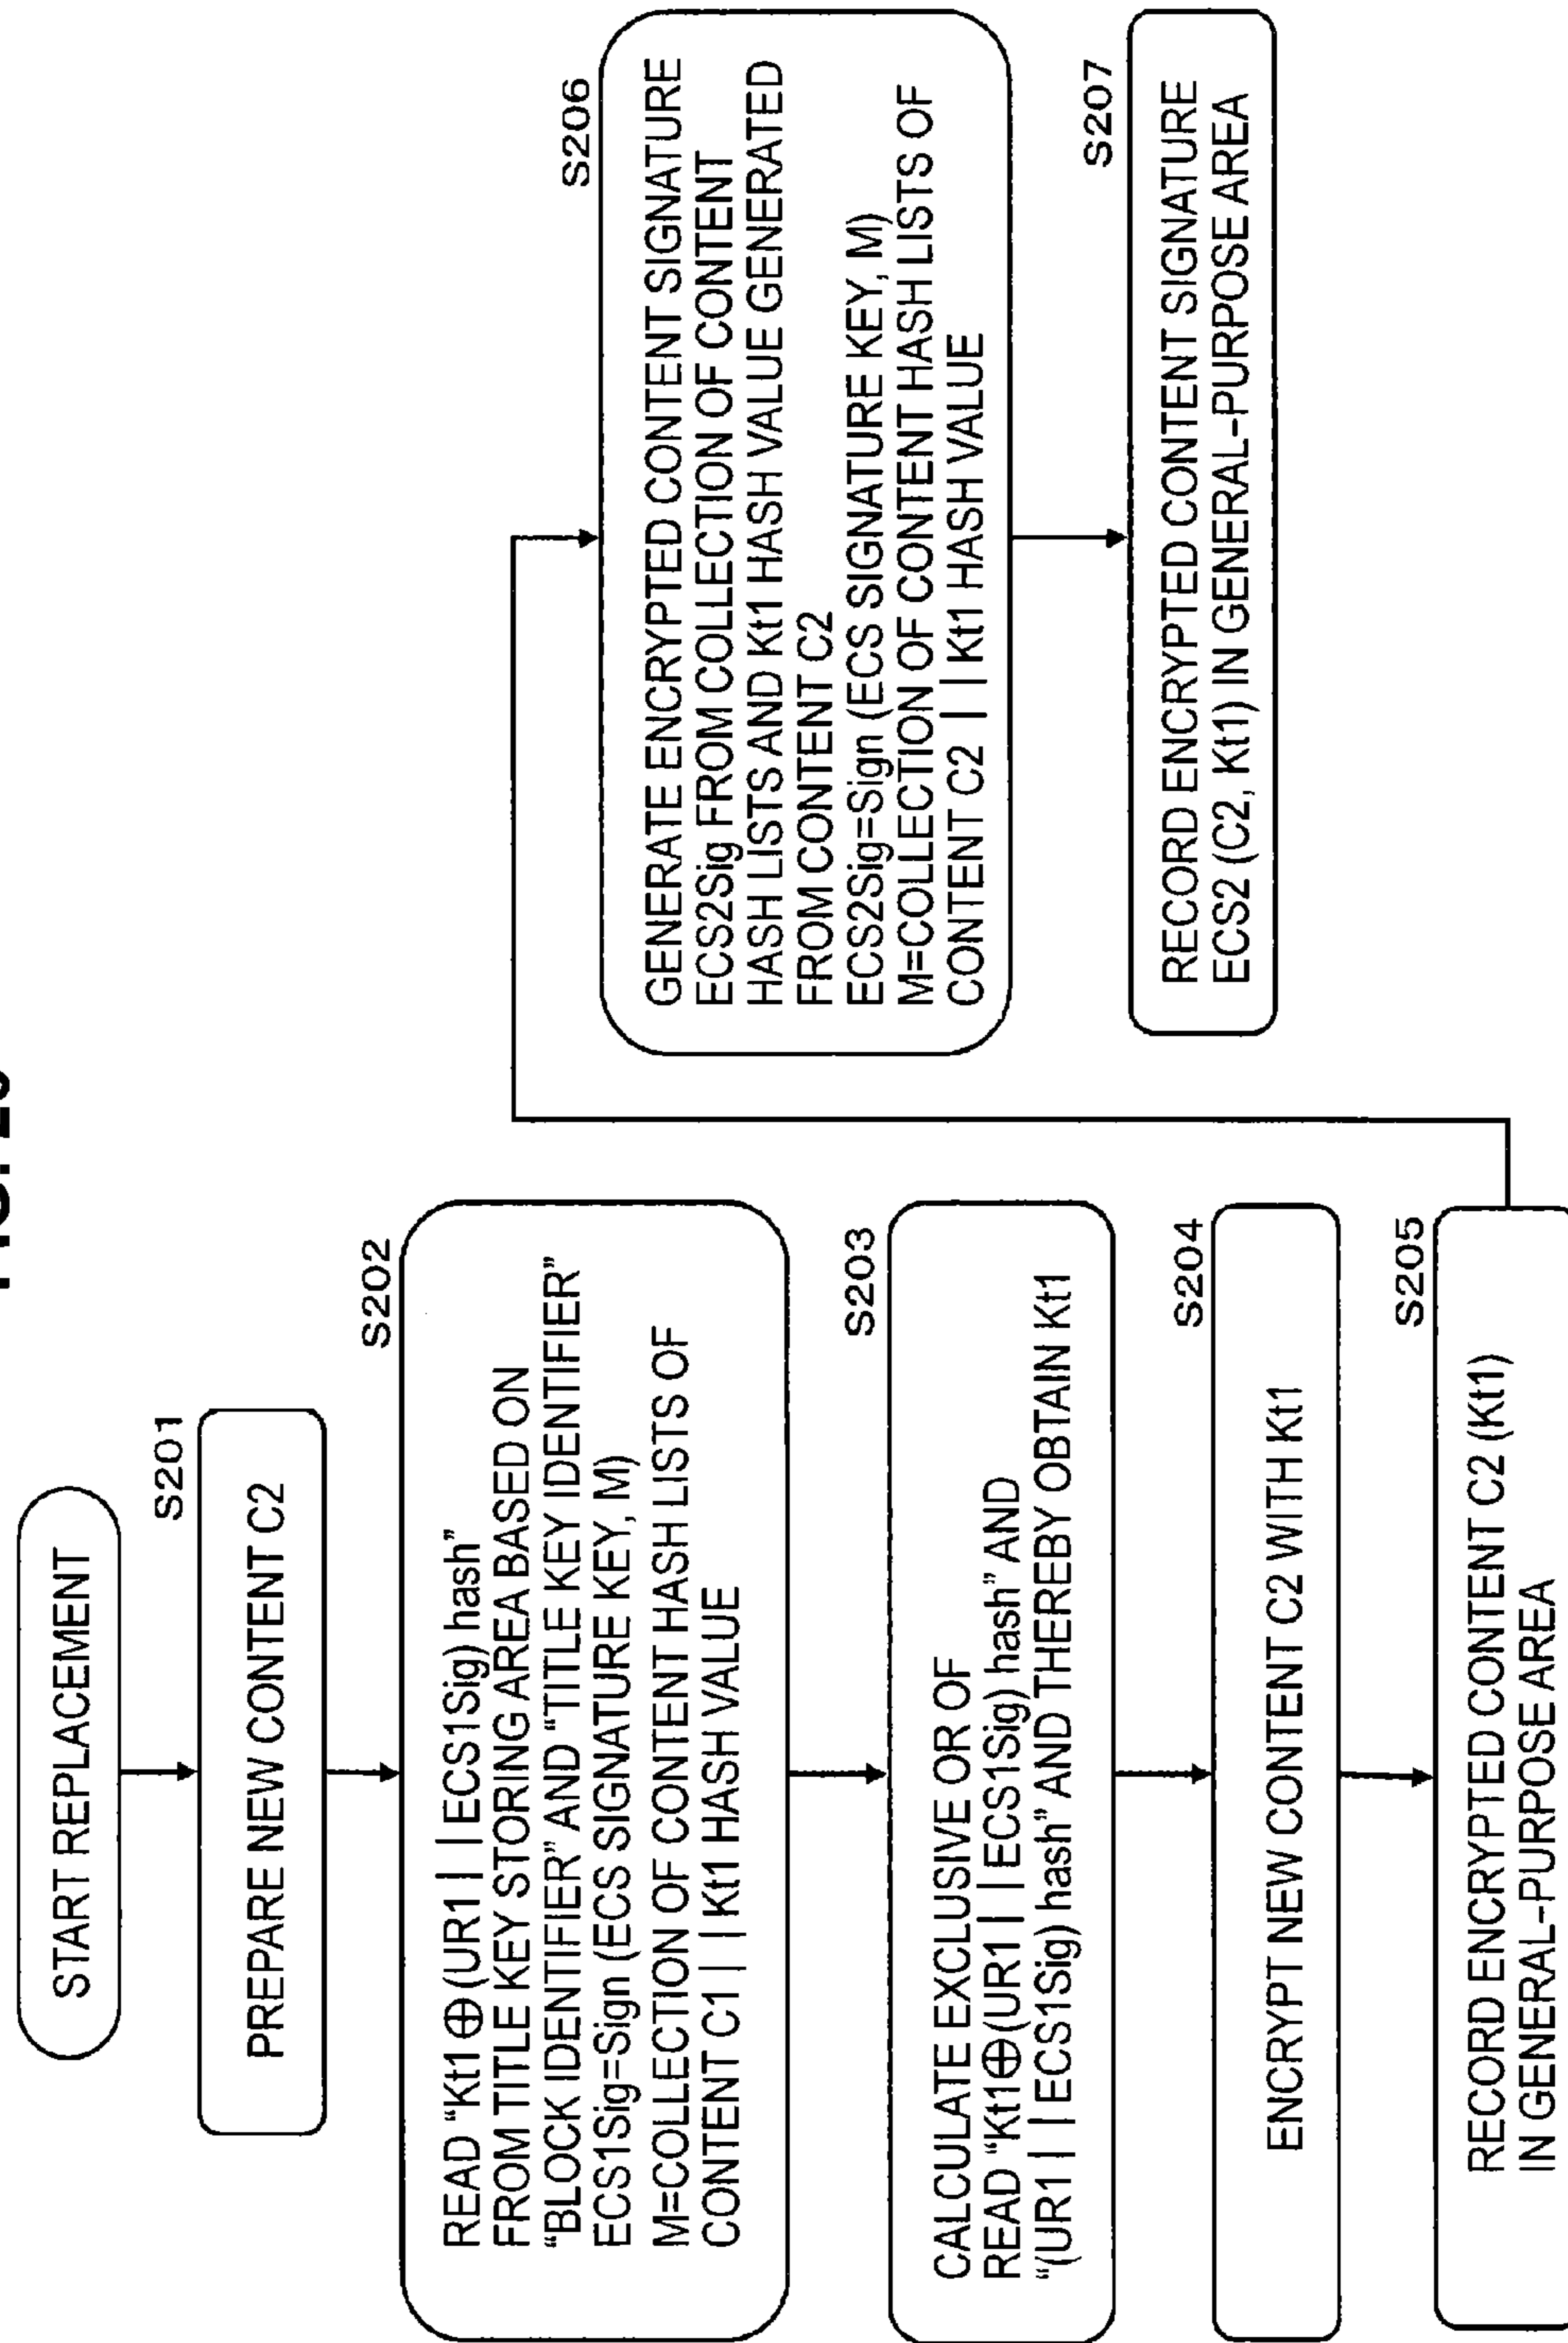 START REPLACEMENT
S201
PREPARE NEW CONTENT C2
S202
READ “Kt1⊕(UR1 | | ECS1Sig) hash”
FROM TITLE KEY STORING AREA BASED ON
“BLOCK IDENTIFIER” AND “TITLE KEY IDENTIFIER”
ECS1Sig=Sign (ECS SIGNATURE KEY, M)
M=COLLECTION OF CONTENT HASH LISTS OF
CONTENT C1 | | Kt1 HASH VALUE
S203
CALCULATE EXCLUSIVE OR OF
READ “Kt1⊕(UR1 | | ECS1Sig) hash” AND
“(UR1 | | ECS1Sig) hash” AND THEREBY OBTAIN Kt1
S204
ENCRYPT NEW CONTENT C2 WITH Kt1
S205
RECORD ENCRYPTED CONTENT C2 (Kt1)
IN GENERAL-PURPOSE AREA
S206
GENERATE ENCRYPTED CONTENT SIGNATURE
ECS2Sig FROM COLLECTION OF CONTENT
HASH LISTS AND Kt1 HASH VALUE GENERATED
FROM CONTENT C2
ECS2Sig=Sign (ECS SIGNATURE KEY, M)
M=COLLECTION OF CONTENT HASH LISTS OF
CONTENT C2 | | Kt1 HASH VALUE
S207
RECORD ENCRYPTED CONTENT SIGNATURE
ECS2 (C2, Kt1) IN GENERAL-PURPOSE AREA